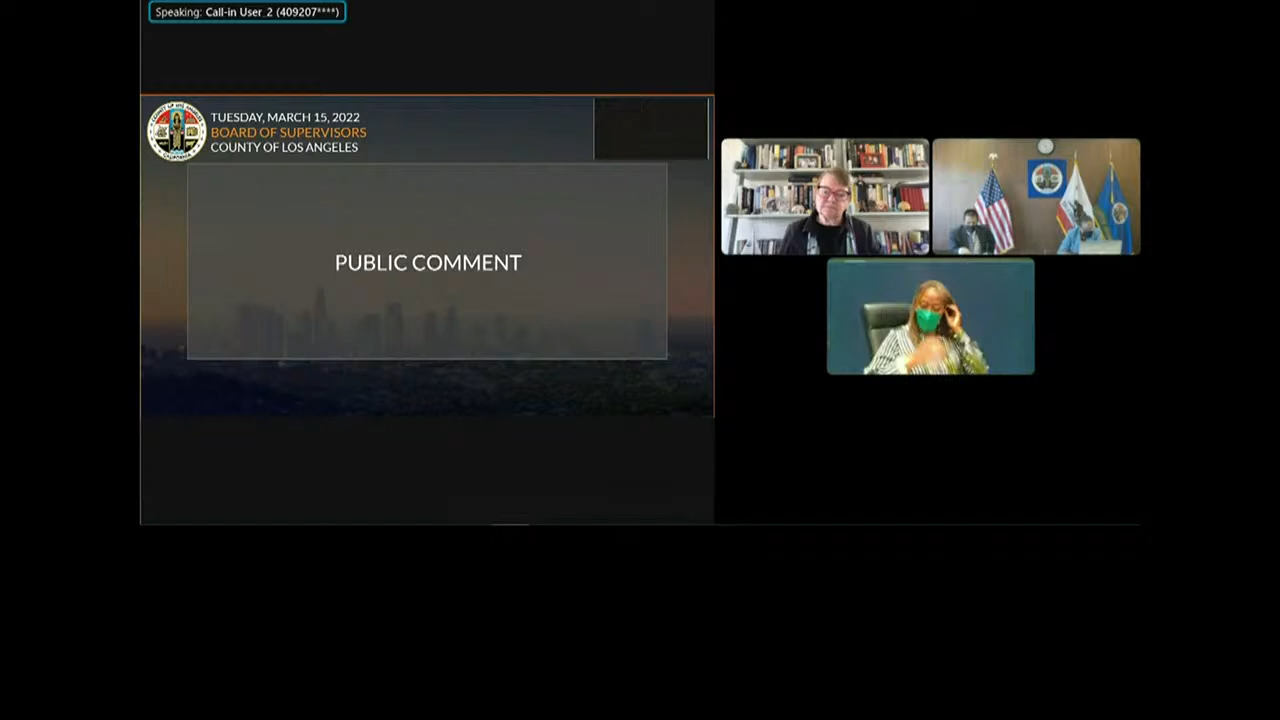 Speaking: Call-in User_2 (409207****)
TUESDAY, MARCH 15, 2022
BOARD OF SUPERVISORS
COUNTY OF LOS ANGELES
PUBLIC COMMENT